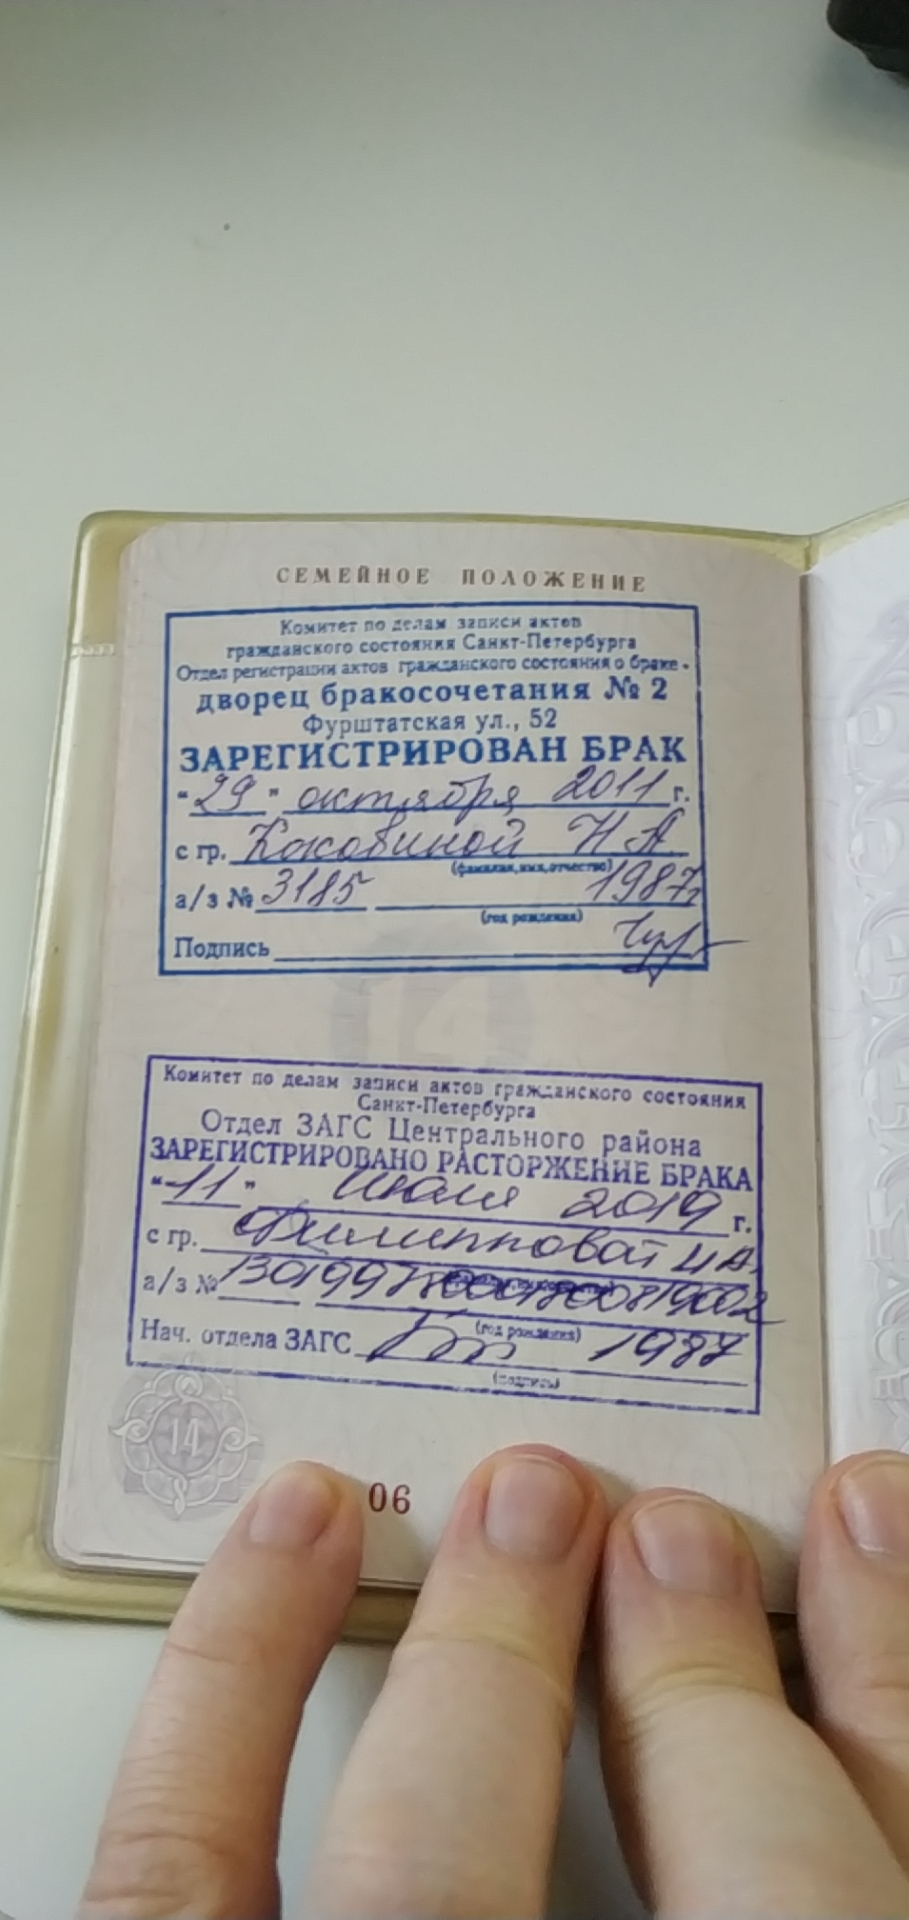 СЕМЕЙНОЕ ПОЛОЖЕНИЕ
Комитет по делам записи актов
гражданского состояния Санкт-Петербурга
Отдел регистрации актов гражданского состояния о браке -
дворец бракосочетания № 2
Фурштатская ул., 52
ЗАРЕГИСТРИРОВАН БРАК
"29" октября 2011 г.
с гр. Н А
(фамилия, имя, отчество)
а/з № 3185 1987г
(год рождения)
Подпись
14
Комитет по делам записи актов гражданского состояния
Санкт-Петербурга
Отдел ЗАГС Центрального района
ЗАРЕГИСТРИРОВАНО РАСТОРЖЕНИЕ БРАКА
"11" июля 2019 г.
с гр. Филипповой Н А
а/з №
(год рождения)
Нач. отдела ЗАГС 1987
(подпись)
14
06